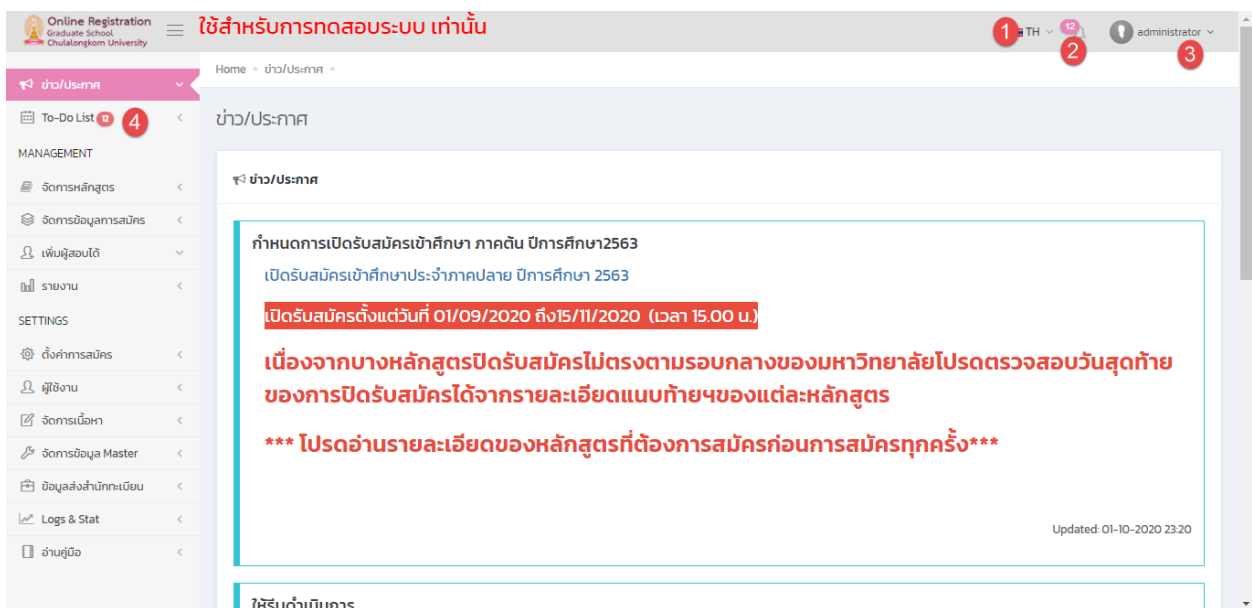 Online Registration
Graduate School
Chulalongkorn University
ใช้สำหรับการทดสอบระบบ เท่านั้น
1 TH 12 administrator
2
3
Home ข่าว/ประกาศ
ข่าว/ประกาศ
To-Do List 12 4
MANAGEMENT
จัดการหลักสูตร
จัดการข้อมูลการสมัคร
เพิ่มผู้สอบได้
รายงาน
SETTINGS
ตั้งค่าการสมัคร
ผู้ใช้งาน
จัดการเนื้อหา
จัดการข้อมูล Master
ข้อมูลส่งสำนักทะเบียน
Logs & Stat
อ่านคู่มือ
ข่าว/ประกาศ
ข่าว/ประกาศ
กำหนดการเปิดรับสมัครเข้าศึกษา ภาคต้น ปีการศึกษา2563
เปิดรับสมัครเข้าศึกษาประจำภาคปลาย ปีการศึกษา 2563
เปิดรับสมัครตั้งแต่วันที่ 01/09/2020 ถึง15/11/2020 (เวลา 15.00 น.)
เนื่องจากบางหลักสูตรปิดรับสมัครไม่ตรงตามรอบกลางของมหาวิทยาลัยโปรดตรวจสอบวันสุดท้าย
ของการปิดรับสมัครได้จากรายละเอียดแนบท้ายฯของแต่ละหลักสูตร
*** โปรดอ่านรายละเอียดของหลักสูตรที่ต้องการสมัครก่อนการสมัครทุกครั้ง***
Updated: 01-10-2020 23:20
ให้รีบดำเนินการ